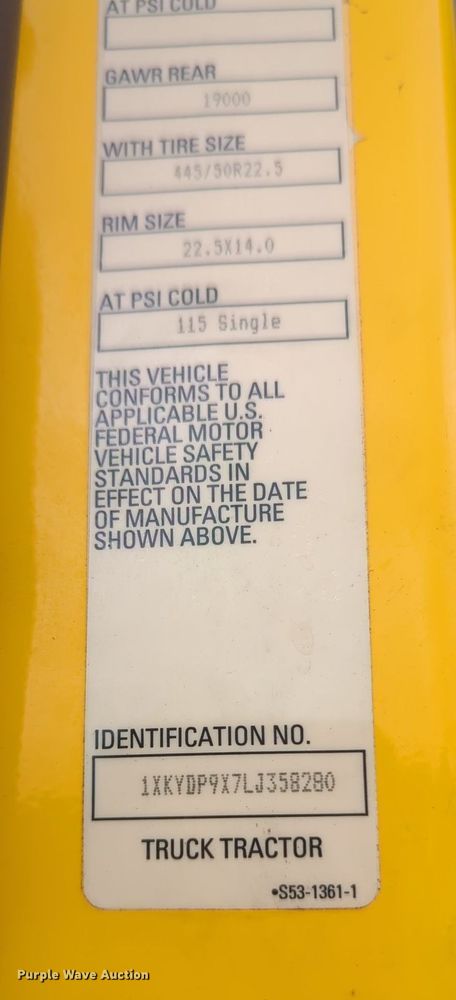 AT PSI COLD
GAWR REAR
19000
WITH TIRE SIZE
445/50R22.5
RIM SIZE
22.5X14.0
AT PSI COLD
115 Single
THIS VEHICLE
CONFORMS TO ALL
APPLICABLE U.S.
FEDERAL MOTOR
VEHICLE SAFETY
STANDARDS IN
EFFECT ON THE DATE
OF MANUFACTURE
SHOWN ABOVE.
IDENTIFICATION NO.
1XKYDP9X7LJ358280
TRUCK TRACTOR
•S53-1361-1
Purple Wave Auction